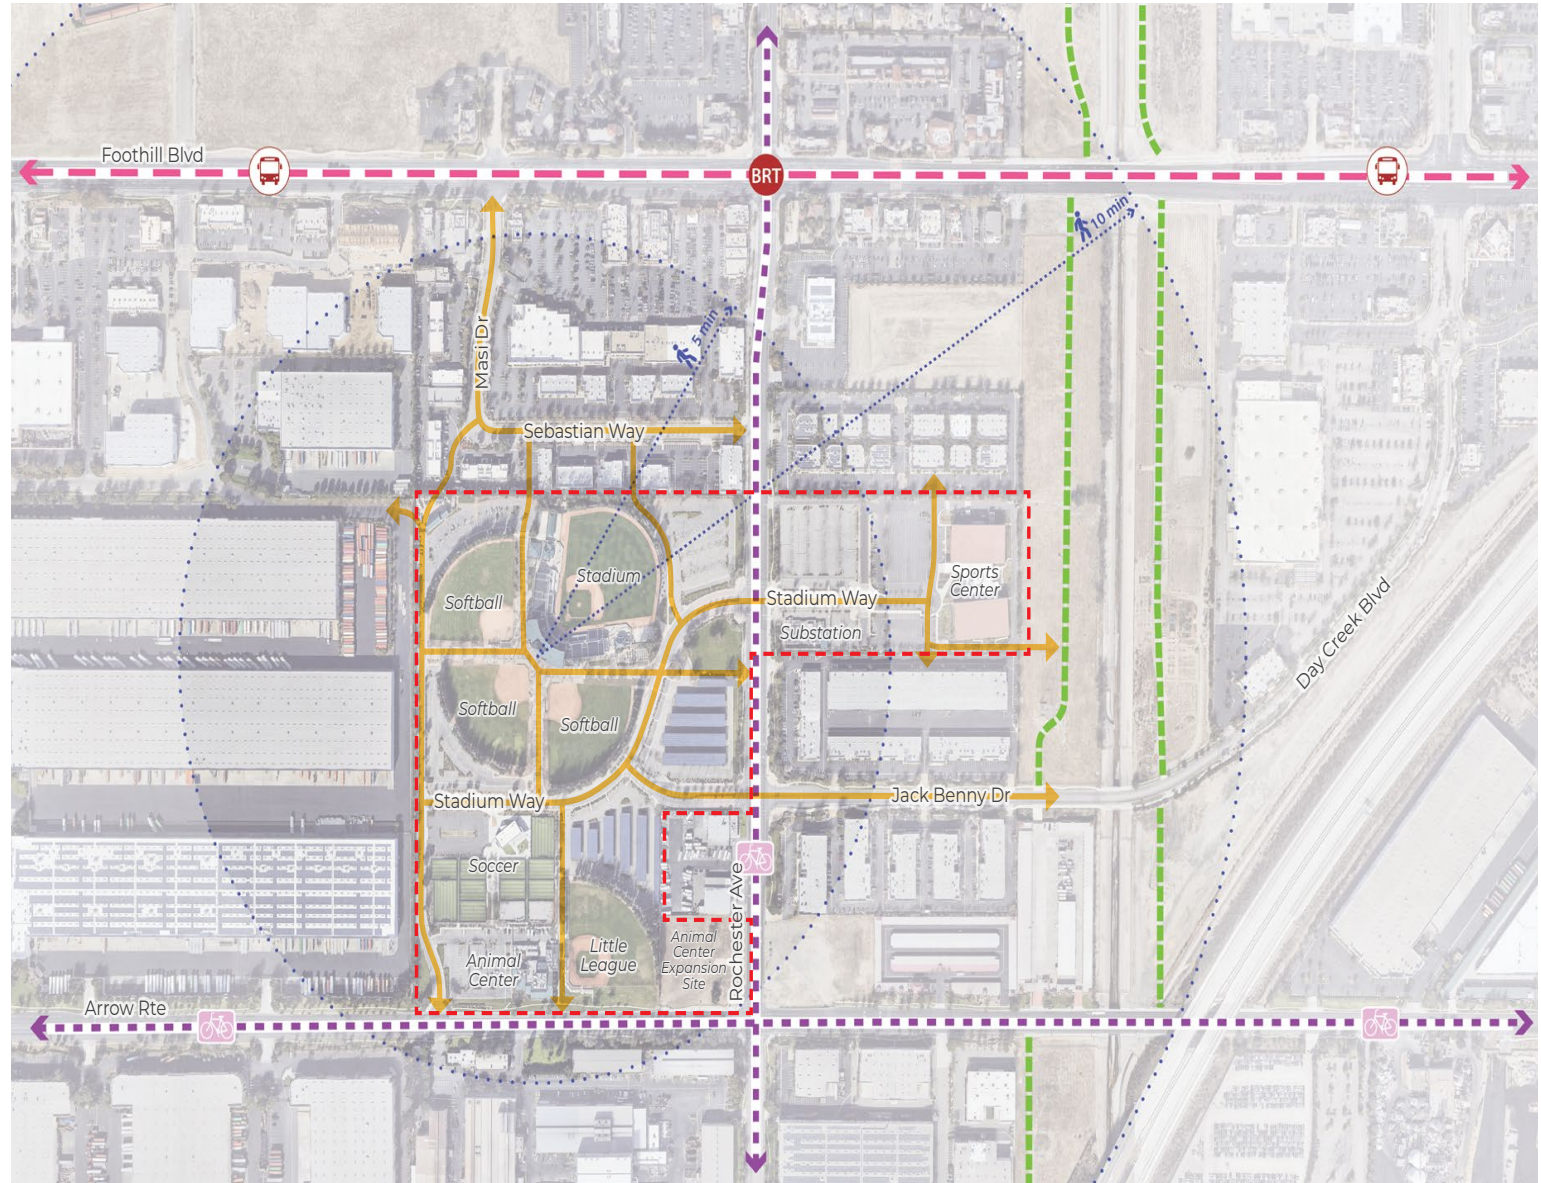 Foothill Blvd
BRT
10 min
5 min
Masi Dr
Sebastian Way
Stadium
Softball
Sports
Center
Stadium Way
Substation
Day Creek Blvd
Softball
Softball
Stadium Way
Jack Benny Dr
Soccer
Rochester Ave
Animal
Center
Little
League
Animal
Center
Expansion
Site
Arrow Rte